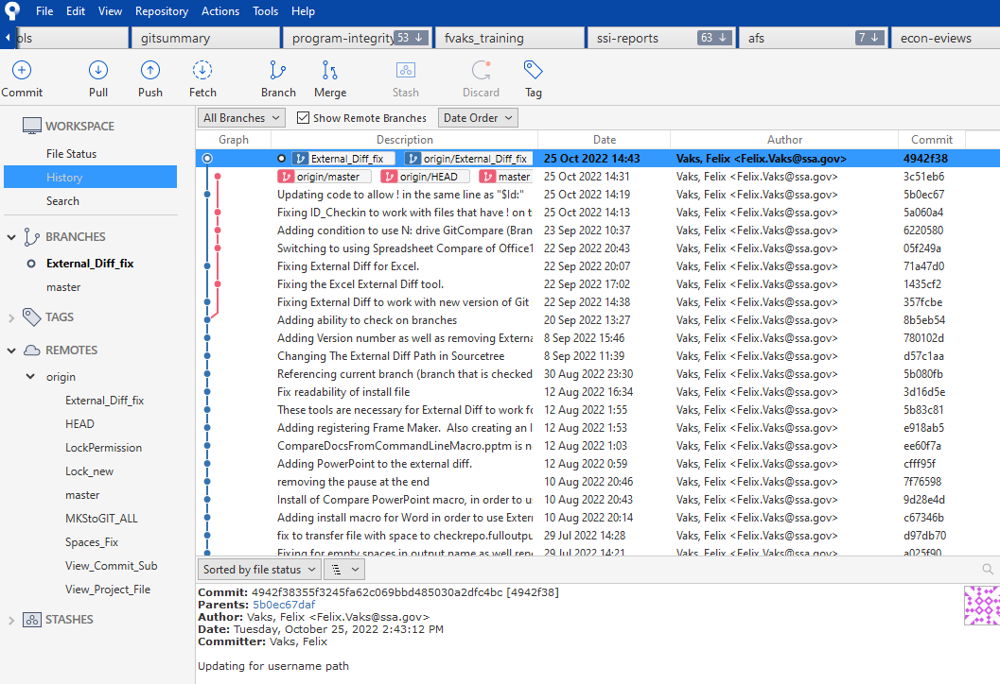 File Edit View Repository Actions Tools Help
ols gitsummary program-integrity 53 fvaks_training ssi-reports 63 afs 7 econ-eviews
Commit Pull Push Fetch Branch Merge Stash Discard Tag
WORKSPACE
File Status
History
Search
BRANCHES
External_Diff_fix
master
TAGS
REMOTES
origin
External_Diff_fix
HEAD
LockPermission
Lock_new
master
MKStoGIT_ALL
Spaces_Fix
View_Commit_Sub
View_Project_File
STASHES
All Branches Show Remote Branches Date Order
Graph Description Date Author Commit
External_Diff_fix origin/External_Diff_fix 25 Oct 2022 14:43 Vaks, Felix <Felix.Vaks@ssa.gov> 4942f38
origin/master origin/HEAD master 25 Oct 2022 14:31 Vaks, Felix <Felix.Vaks@ssa.gov> 3c51eb6
Updating code to allow ! in the same line as "$Id:" 25 Oct 2022 14:19 Vaks, Felix <Felix.Vaks@ssa.gov> 5b0ec67
Fixing ID_Checkin to work with files that have ! on t 25 Oct 2022 14:13 Vaks, Felix <Felix.Vaks@ssa.gov> 5a060a4
Adding condition to use N: drive GitCompare (Bran 23 Sep 2022 10:37 Vaks, Felix <Felix.Vaks@ssa.gov> 6220580
Switching to using Spreadsheet Compare of Office1 22 Sep 2022 20:43 Vaks, Felix <Felix.Vaks@ssa.gov> 05f249a
Fixing External Diff for Excel. 22 Sep 2022 20:07 Vaks, Felix <Felix.Vaks@ssa.gov> 71a47d0
Fixing the Excel External Diff tool. 22 Sep 2022 17:02 Vaks, Felix <Felix.Vaks@ssa.gov> 1435cf2
Fixing External Diff to work with new version of Git 22 Sep 2022 14:38 Vaks, Felix <Felix.Vaks@ssa.gov> 357fcbe
Adding ability to check on branches 20 Sep 2022 13:27 Vaks, Felix <Felix.Vaks@ssa.gov> 8b5eb54
Adding Version number as well as removing Externa 8 Sep 2022 15:46 Vaks, Felix <Felix.Vaks@ssa.gov> 780102d
Changing The External Diff Path in Sourcetree 8 Sep 2022 11:39 Vaks, Felix <Felix.Vaks@ssa.gov> d57c1aa
Referencing current branch (branch that is checked 30 Aug 2022 23:30 Vaks, Felix <Felix.Vaks@ssa.gov> 5b080fb
Fix readability of install file 12 Aug 2022 16:34 Vaks, Felix <Felix.Vaks@ssa.gov> 3d16d5e
These tools are necessary for External Diff to work fo 12 Aug 2022 1:55 Vaks, Felix <Felix.Vaks@ssa.gov> 5b83c81
Adding registering Frame Maker. Also creating an I 12 Aug 2022 1:53 Vaks, Felix <Felix.Vaks@ssa.gov> e918ab5
CompareDocsFromCommandLineMacro.pptm is n 12 Aug 2022 1:03 Vaks, Felix <Felix.Vaks@ssa.gov> ee60f7a
Adding PowerPoint to the external diff. 12 Aug 2022 0:59 Vaks, Felix <Felix.Vaks@ssa.gov> cfff95f
removing the pause at the end 10 Aug 2022 20:46 Vaks, Felix <Felix.Vaks@ssa.gov> 7f76598
Install of Compare PowerPoint macro, in order to u 10 Aug 2022 20:43 Vaks, Felix <Felix.Vaks@ssa.gov> 9d28e4d
Adding install macro for Word in order to use Exter 10 Aug 2022 20:14 Vaks, Felix <Felix.Vaks@ssa.gov> c67346b
fix to transfer file with space to checkrepo.fulloutpu 29 Jul 2022 14:28 Vaks, Felix <Felix.Vaks@ssa.gov> d97db70
Fixing for empty spaces in output name as well rep 29 Jul 2022 14:21 Vaks, Felix <Felix.Vaks@ssa.gov> a025f90
Sorted by file status
Commit: 4942f38355f3245fa62c069bbd485030a2dfc4bc [4942f38]
Parents: 5b0ec67daf
Author: Vaks, Felix <Felix.Vaks@ssa.gov>
Date: Tuesday, October 25, 2022 2:43:12 PM
Committer: Vaks, Felix
Updating for username path